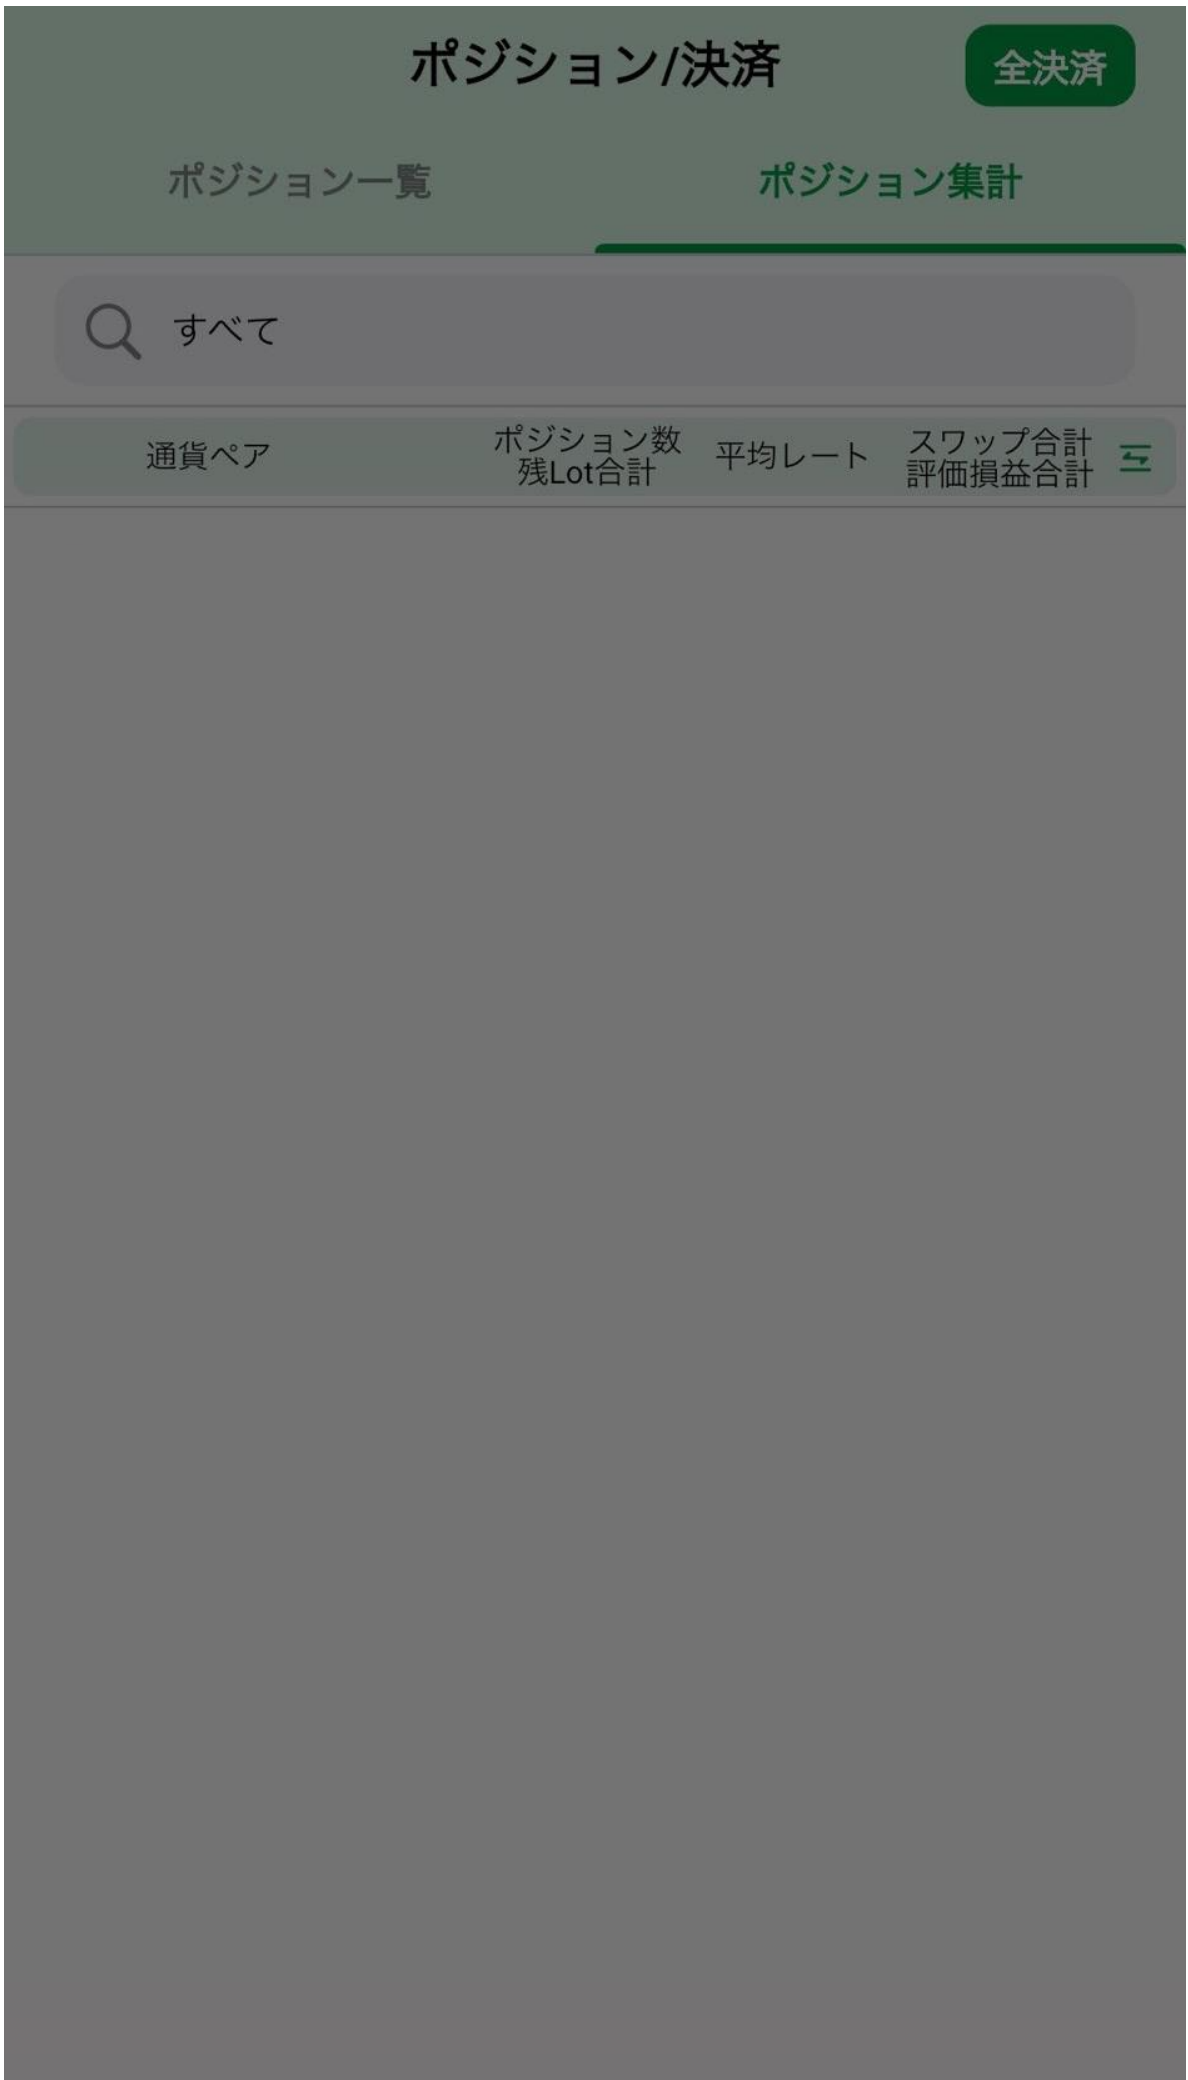 ポジション/決済
全決済
ポジション一覧
ポジション集計
すべて
通貨ペア
ポジション数
残Lot合計
平均レート
スワップ合計
評価損益合計